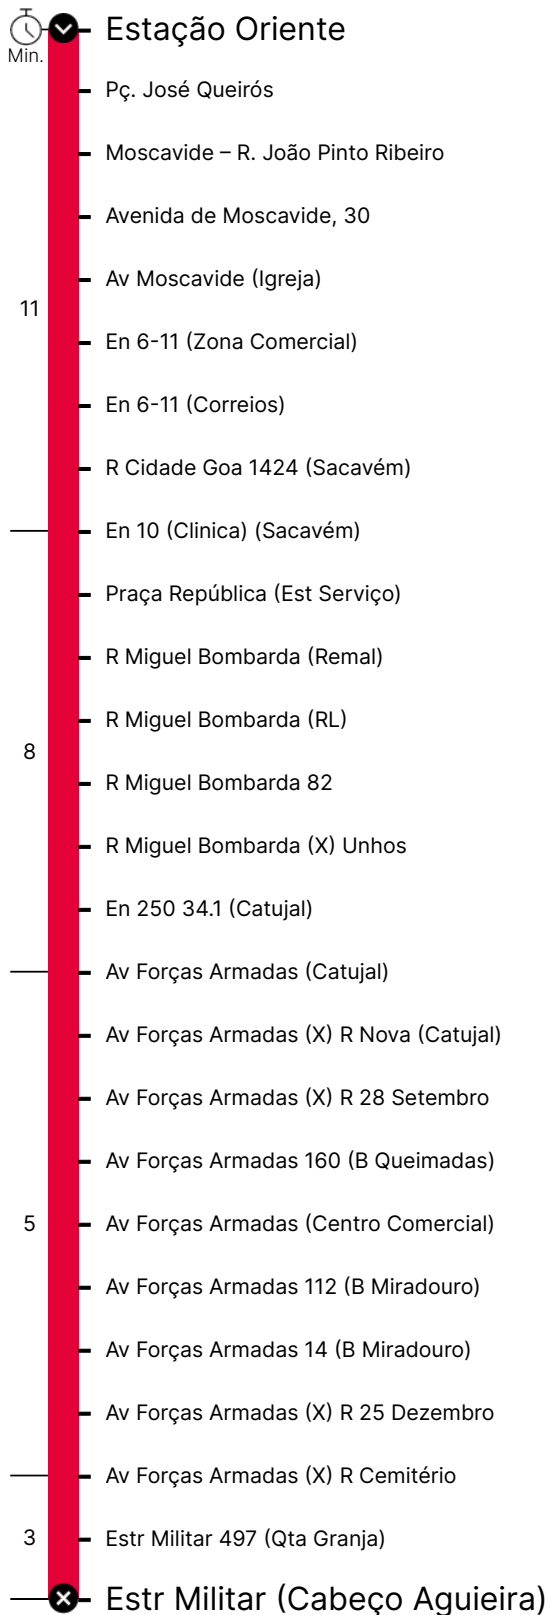 Estação Oriente
Min.
Pç. José Queirós
Moscavide – R. João Pinto Ribeiro
Avenida de Moscavide, 30
Av Moscavide (Igreja)
11
En 6-11 (Zona Comercial)
En 6-11 (Correios)
R Cidade Goa 1424 (Sacavém)
En 10 (Clinica) (Sacavém)
Praça República (Est Serviço)
R Miguel Bombarda (Remal)
R Miguel Bombarda (RL)
8
R Miguel Bombarda 82
R Miguel Bombarda (X) Unhos
En 250 34.1 (Catujal)
Av Forças Armadas (Catujal)
Av Forças Armadas (X) R Nova (Catujal)
Av Forças Armadas (X) R 28 Setembro
Av Forças Armadas 160 (B Queimadas)
5 Av Forças Armadas (Centro Comercial)
Av Forças Armadas 112 (B Miradouro)
Av Forças Armadas 14 (B Miradouro)
Av Forças Armadas (X) R 25 Dezembro
Av Forças Armadas (X) R Cemitério
3 Estr Militar 497 (Qta Granja)
Estr Militar (Cabeço Aguieira)